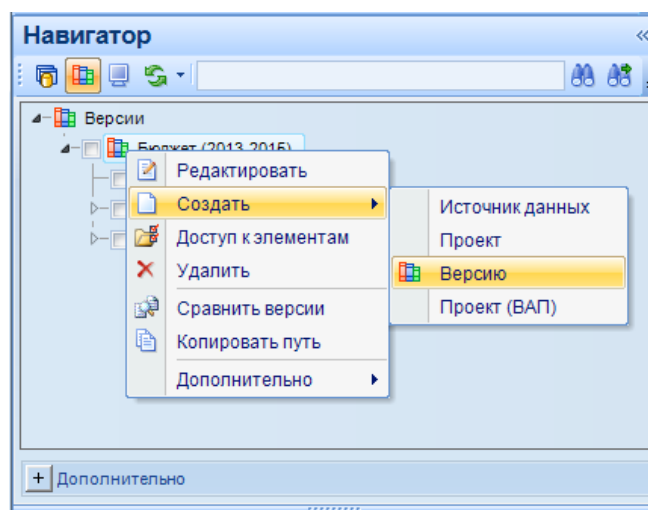 Навигатор
Версии
Бюджет (2013-2015)
Редактировать
Создать
Доступ к элементам
Удалить
Сравнить версии
Копировать путь
Дополнительно
Источник данных
Проект
Версию
Проект (ВАП)
Дополнительно